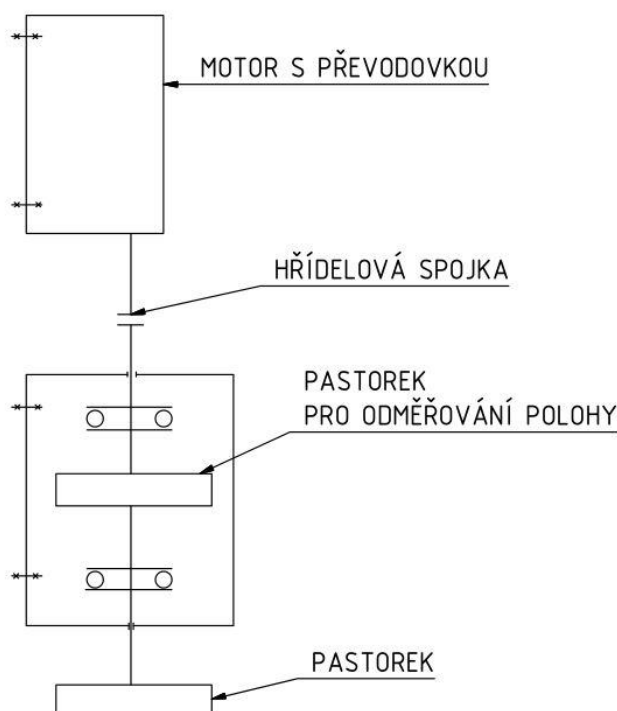 MOTOR S PŘEVODOVKOU
HŘÍDELOVÁ SPOJKA
PASTOREK
PRO ODMĚŘOVÁNÍ POLOHY
PASTOREK